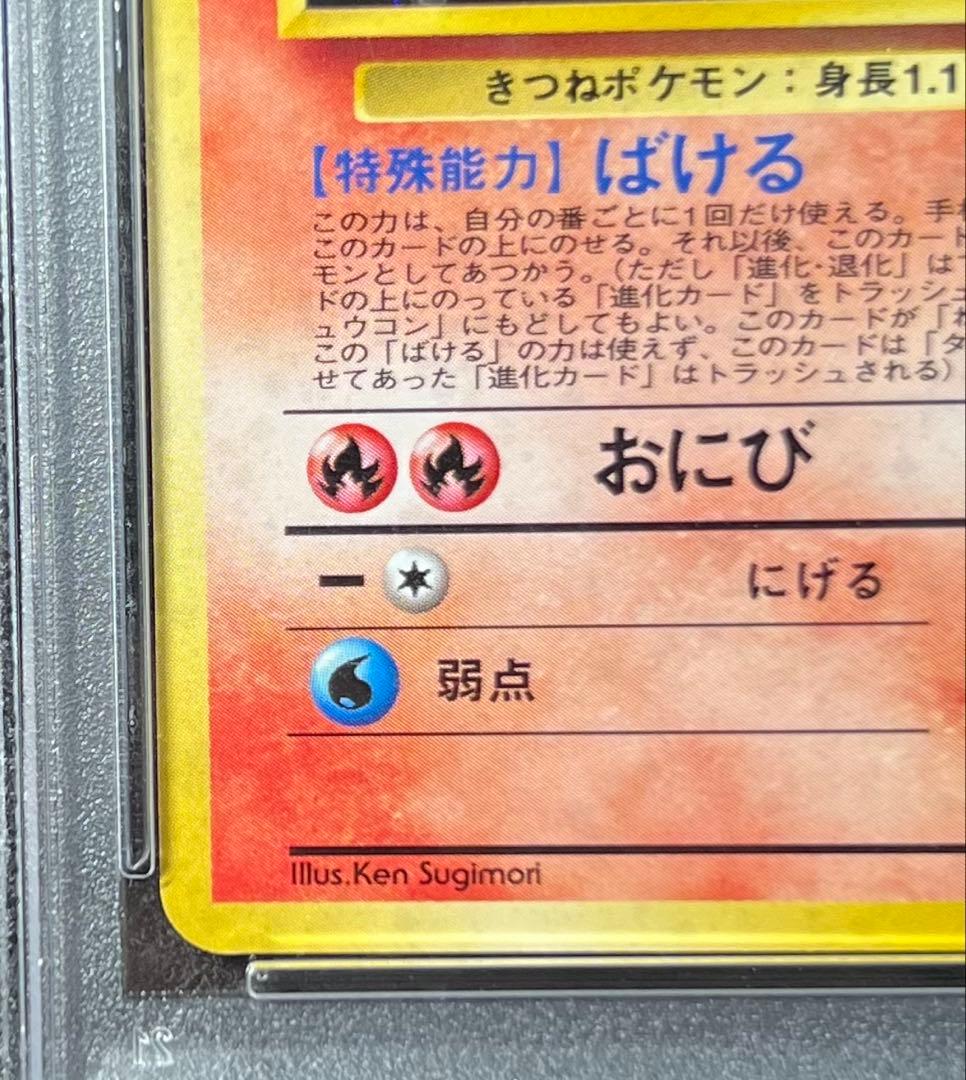 きつねポケモン：身長1.1
【特殊能力】ばける
この力は、自分の番ごとに1回だけ使える。手
このカードの上にのせる。それ以後、このカード
モンとしてあつかう。（ただし「進化・退化」は
ドの上にのっている「進化カード」をトラッシュ
ュウコン」にもどしてもよい。このカードが「
この「ばける」の力は使えず、このカードは「タ
せてあった「進化カード」はトラッシュされる）
おにび
にげる
弱点
Illus.Ken Sugimori